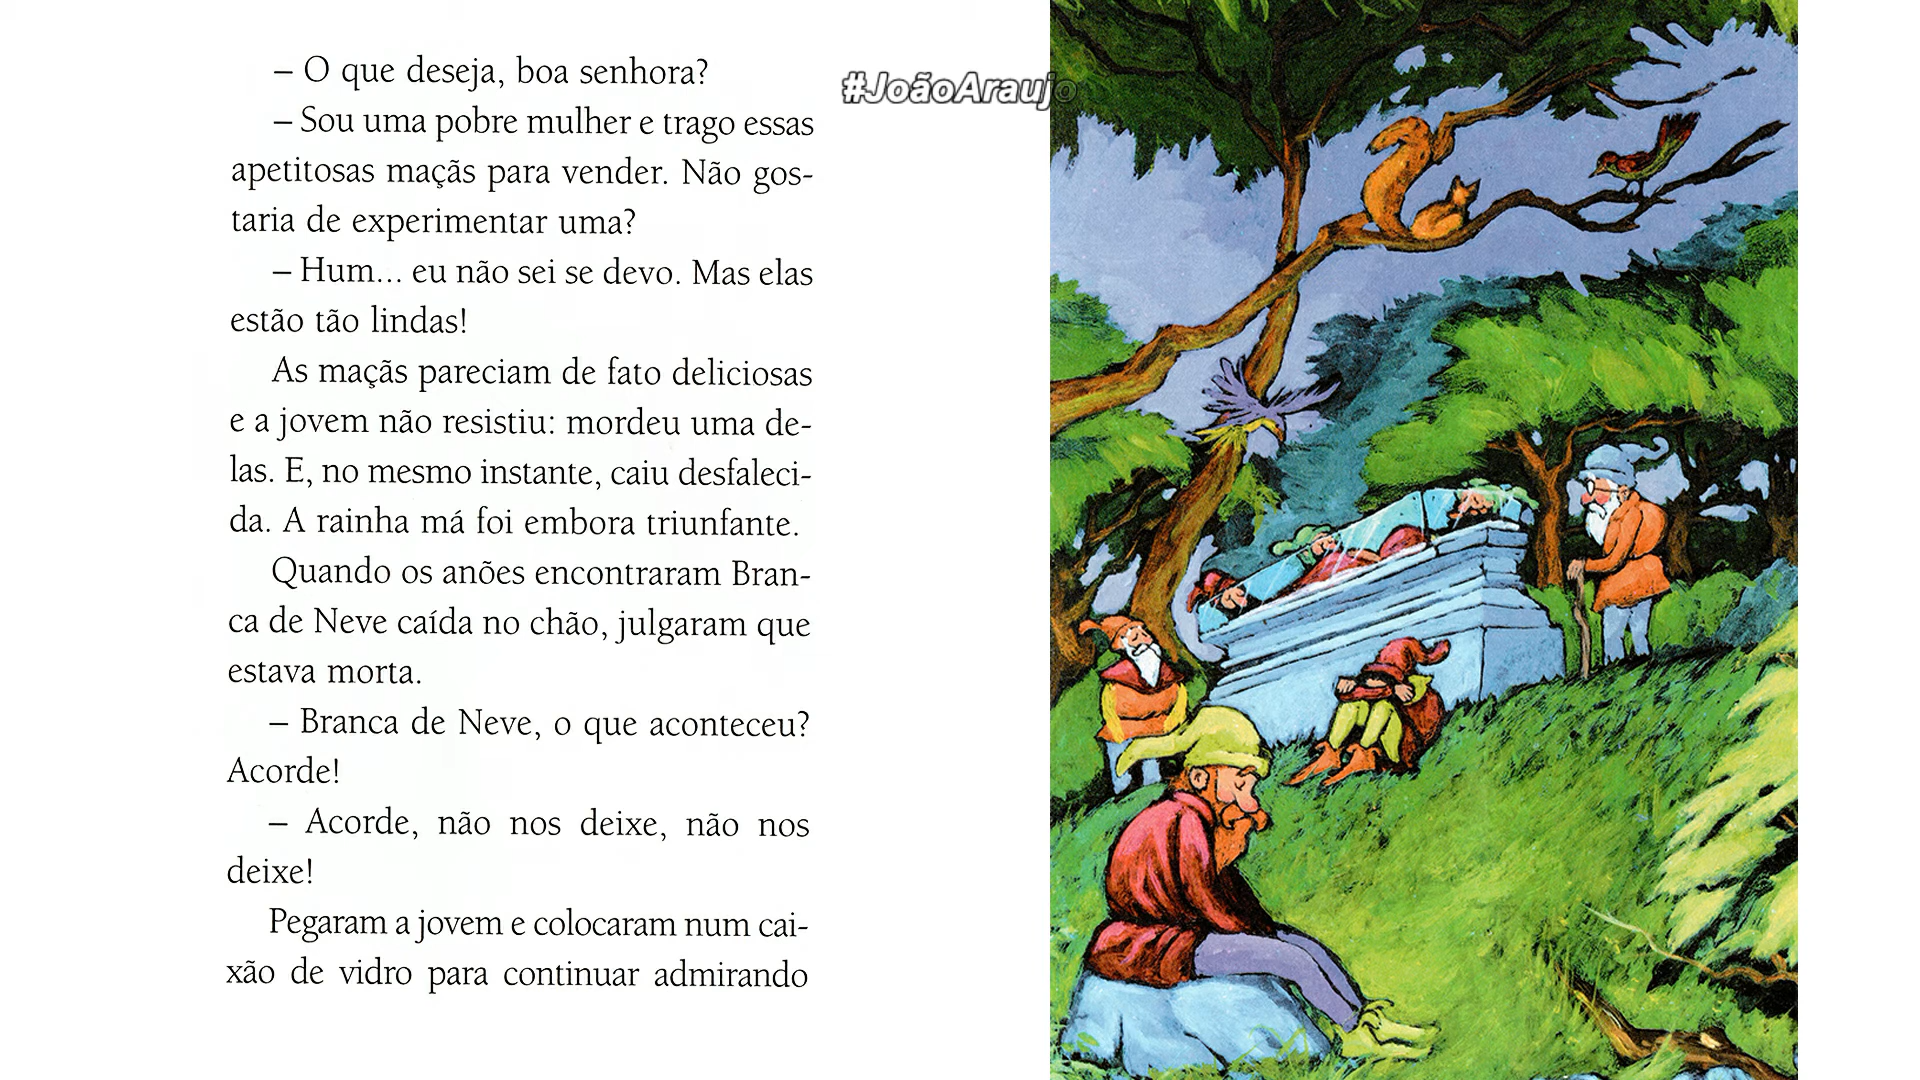 – O que deseja, boa senhora?
– Sou uma pobre mulher e trago essas
apetitosas maçãs para vender. Não gos-
taria de experimentar uma?
– Hum... eu não sei se devo. Mas elas
estão tão lindas!
As maçãs pareciam de fato deliciosas
e a jovem não resistiu: mordeu uma de-
las. E, no mesmo instante, caiu desfaleci-
da. A rainha má foi embora triunfante.
Quando os anões encontraram Bran-
ca de Neve caída no chão, julgaram que
estava morta.
– Branca de Neve, o que aconteceu?
Acorde!
– Acorde, não nos deixe, não nos
deixe!
Pegaram a jovem e colocaram num cai-
xão de vidro para continuar admirando
#JoãoAraujo